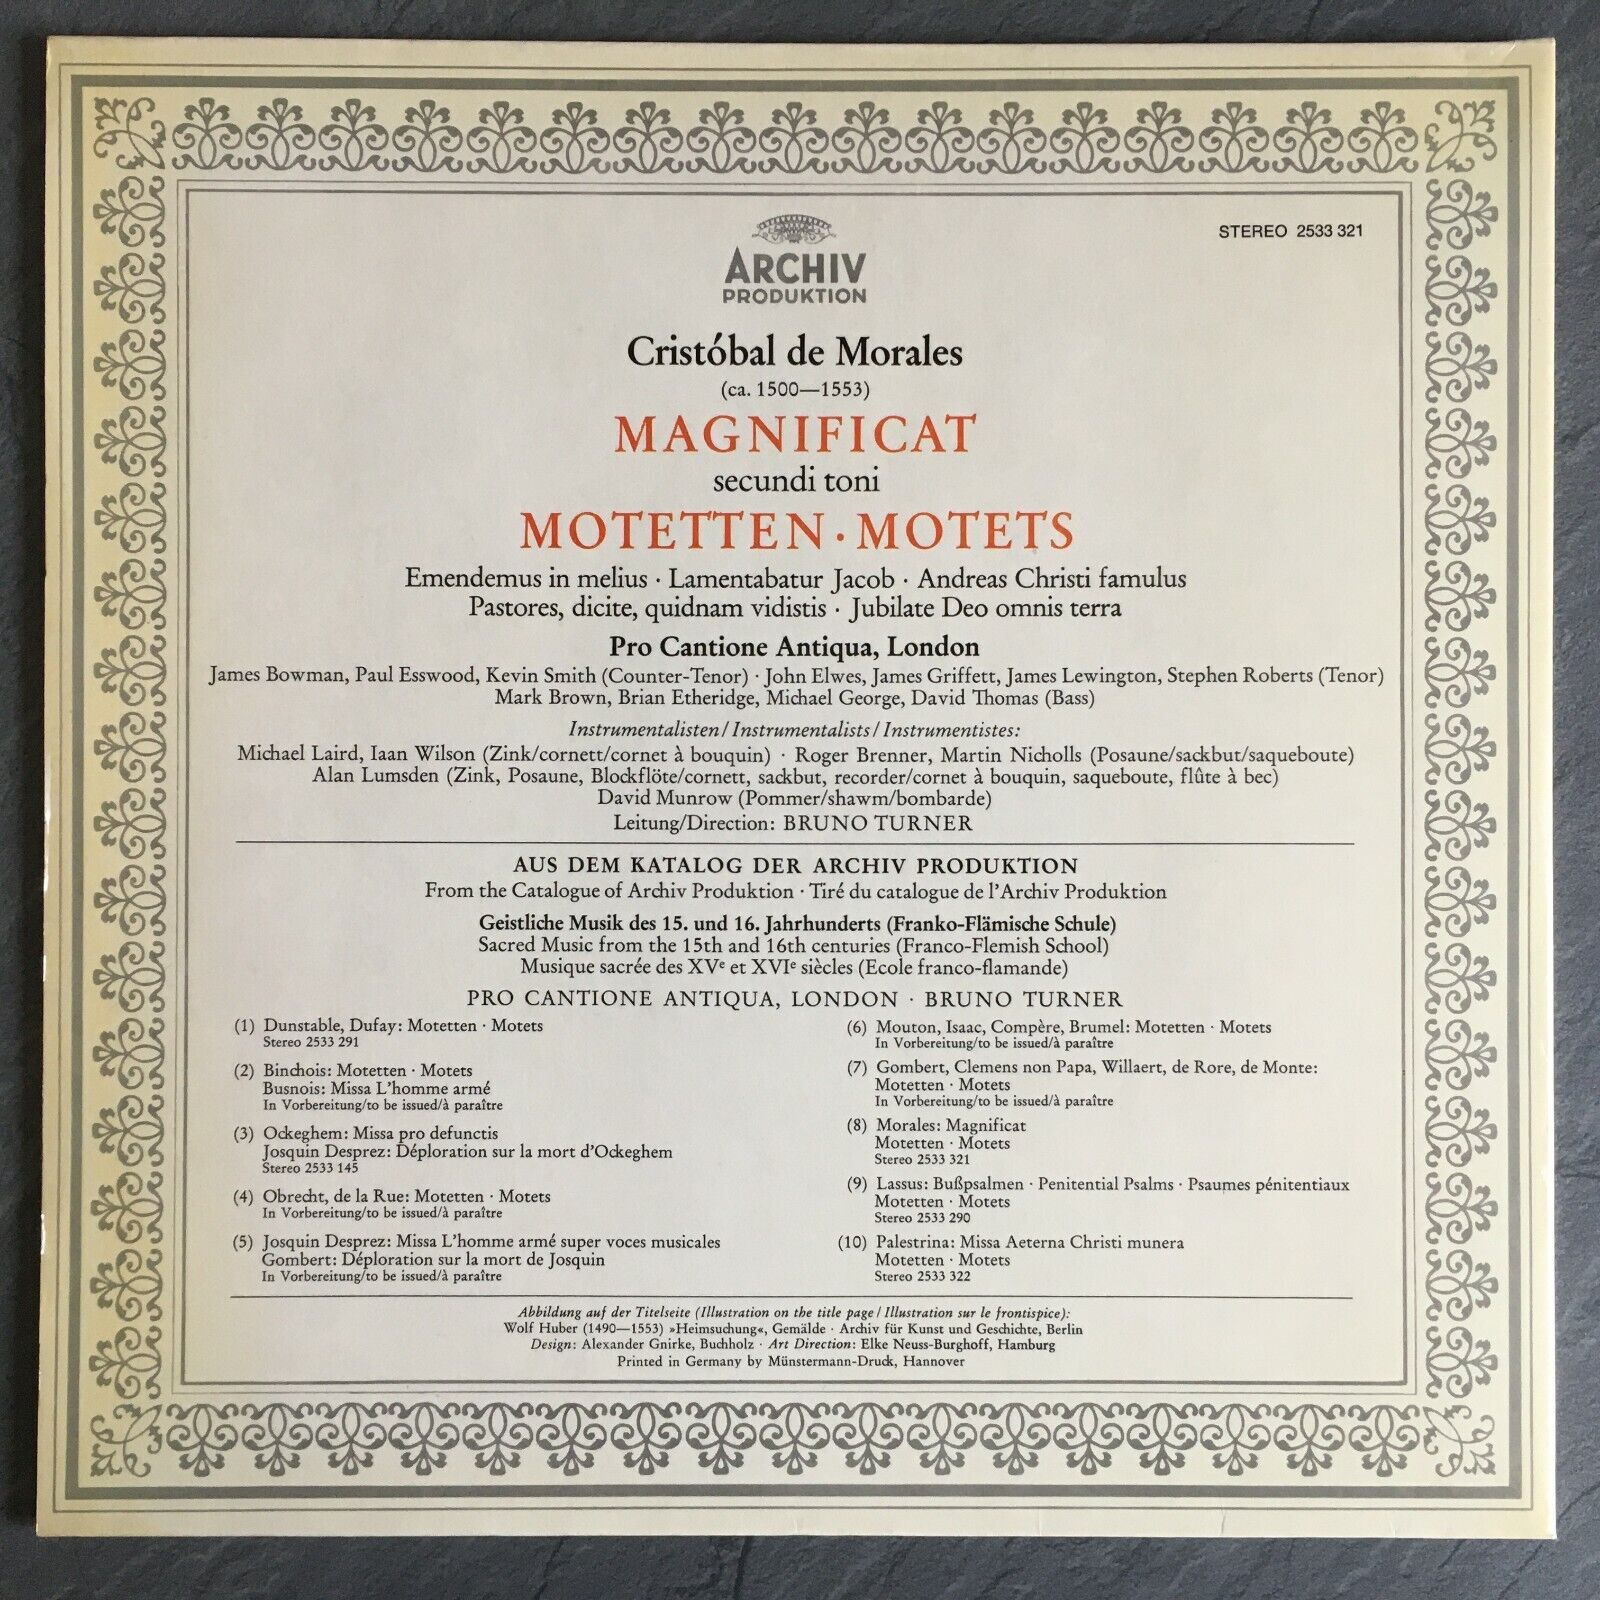 STEREO 2533 321
ARCHIV
PRODUKTION
Cristóbal de Morales
(ca. 1500—1553)
MAGNIFICAT
secundi toni
MOTETTEN · MOTETS
Emendemus in melius · Lamentabatur Jacob · Andreas Christi famulus
Pastores, dicite, quidnam vidistis · Jubilate Deo omnis terra
Pro Cantione Antiqua, London
James Bowman, Paul Esswood, Kevin Smith (Counter-Tenor) · John Elwes, James Griffett, James Lewington, Stephen Roberts (Tenor)
Mark Brown, Brian Etheridge, Michael George, David Thomas (Bass)
Instrumentalisten / Instrumentalists / Instrumentistes:
Michael Laird, Iaan Wilson (Zink/cornett/cornet à bouquin) · Roger Brenner, Martin Nicholls (Posaune/sackbut/saqueboute)
Alan Lumsden (Zink, Posaune, Blockflöte/cornett, sackbut, recorder/cornet à bouquin, saqueboute, flûte à bec)
David Munrow (Pommer/shawm/bombarde)
Leitung/Direction: BRUNO TURNER
AUS DEM KATALOG DER ARCHIV PRODUKTION
From the Catalogue of Archiv Produktion · Tiré du catalogue de l'Archiv Produktion
Geistliche Musik des 15. und 16. Jahrhunderts (Franko-Flämische Schule)
Sacred Music from the 15th and 16th centuries (Franco-Flemish School)
Musique sacrée des XVe et XVIe siècles (Ecole franco-flamande)
PRO CANTIONE ANTIQUA, LONDON · BRUNO TURNER
(1) Dunstable, Dufay: Motetten · Motets
Stereo 2533 291
(2) Binchois: Motetten · Motets
Busnois: Missa L'homme armé
In Vorbereitung/to be issued/à paraître
(3) Ockeghem: Missa pro defunctis
Josquin Desprez: Déploration sur la mort d'Ockeghem
Stereo 2533 145
(4) Obrecht, de la Rue: Motetten · Motets
In Vorbereitung/to be issued/à paraître
(5) Josquin Desprez: Missa L'homme armé super voces musicales
Gombert: Déploration sur la mort de Josquin
In Vorbereitung/to be issued/à paraître
(6) Mouton, Isaac, Compère, Brumel: Motetten · Motets
In Vorbereitung/to be issued/à paraître
(7) Gombert, Clemens non Papa, Willaert, de Rore, de Monte:
Motetten · Motets
In Vorbereitung/to be issued/à paraître
(8) Morales: Magnificat
Motetten · Motets
Stereo 2533 321
(9) Lassus: Bußpsalmen · Penitential Psalms · Psaumes pénitentiaux
Motetten · Motets
Stereo 2533 290
(10) Palestrina: Missa Aeterna Christi munera
Motetten · Motets
Stereo 2533 322
Abbildung auf der Titelseite (Illustration on the title page / Illustration sur le frontispice):
Wolf Huber (1490—1553) »Heimsuchung«, Gemälde · Archiv für Kunst und Geschichte, Berlin
Design: Alexander Gnirke, Buchholz · Art Direction: Elke Neuss-Burghoff, Hamburg
Printed in Germany by Münstermann-Druck, Hannover